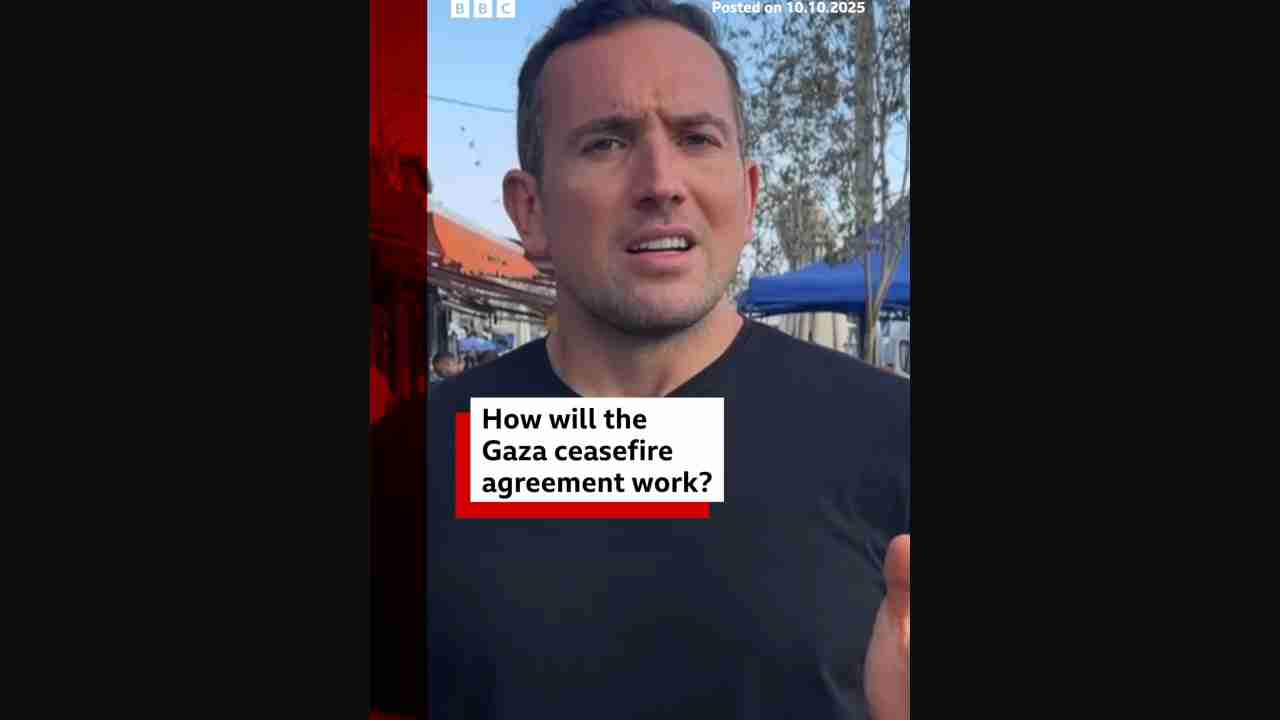 BBC
Posted on 10.10.2025
How will the
Gaza ceasefire
agreement work?